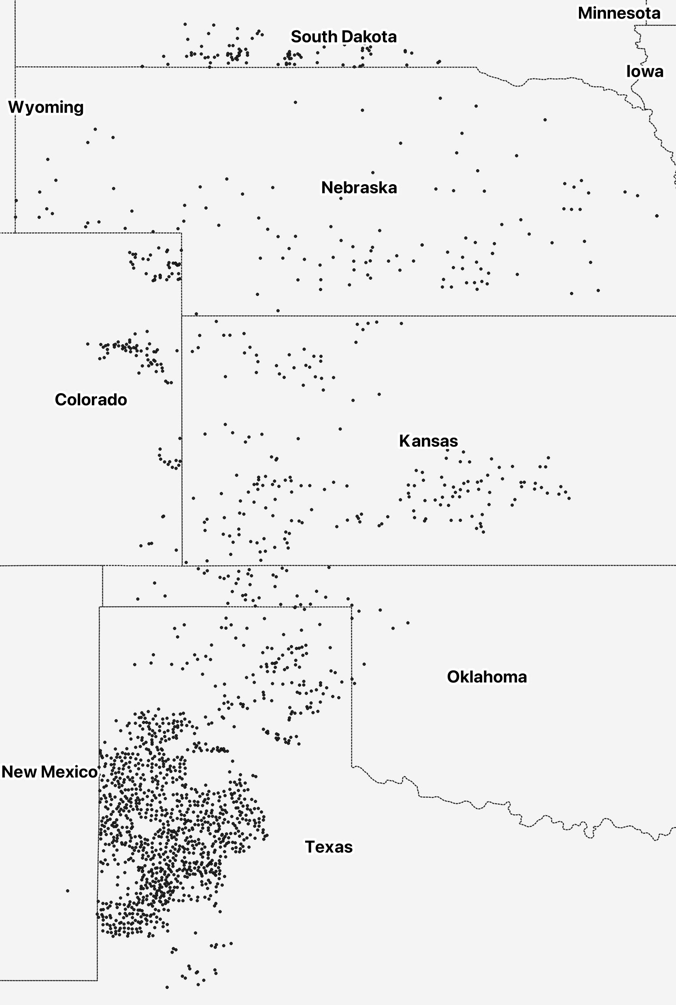 Minnesota
South Dakota
Iowa
Wyoming
Nebraska
Colorado
Kansas
Oklahoma
New Mexico
Texas